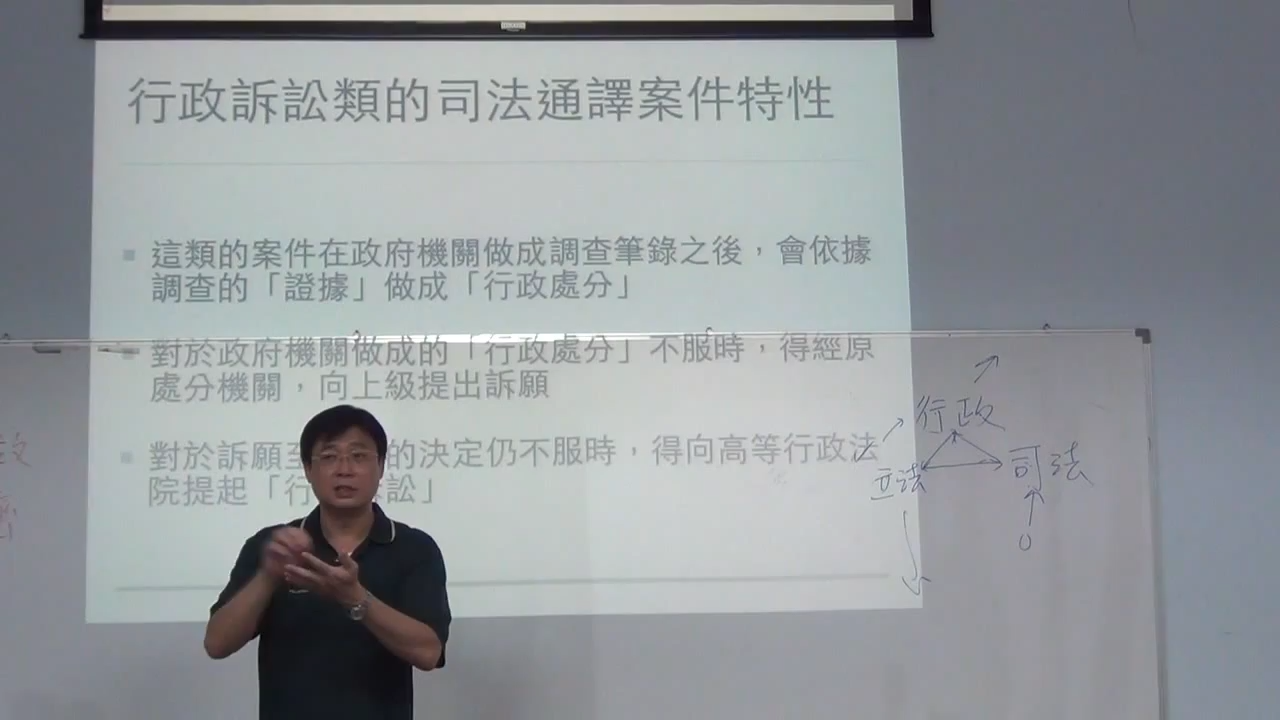 行政訴訟類的司法通譯案件特性
這類的案件在政府機關做成調查筆錄之後，會依據
調查的「證據」做成「行政處分」
對於政府機關做成的「行政處分」不服時，得經原
處分機關，向上級提出訴願
對於訴願至 的決定仍不服時，得向高等行政法
院提起「行 訴訟」
行政
立法
司法